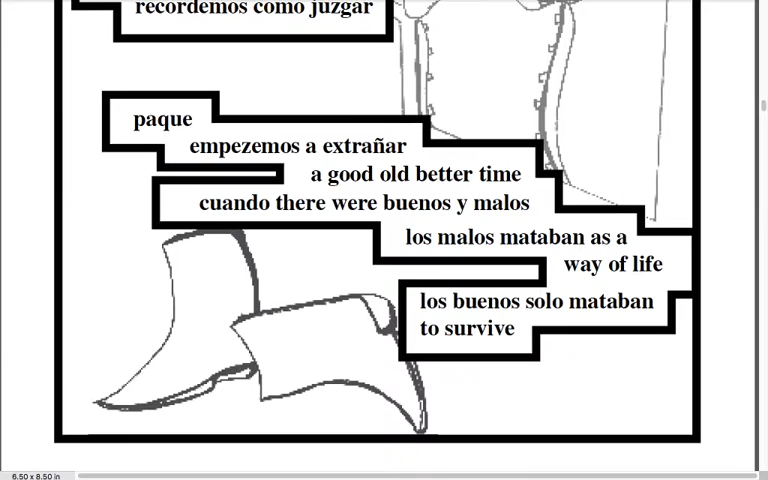 recordemos como juzgar
paque
empezemos a extrañar
a good old better time
cuando there were buenos y malos
los malos mataban as a
way of life
los buenos solo mataban
to survive
6.50 x 8.50 in